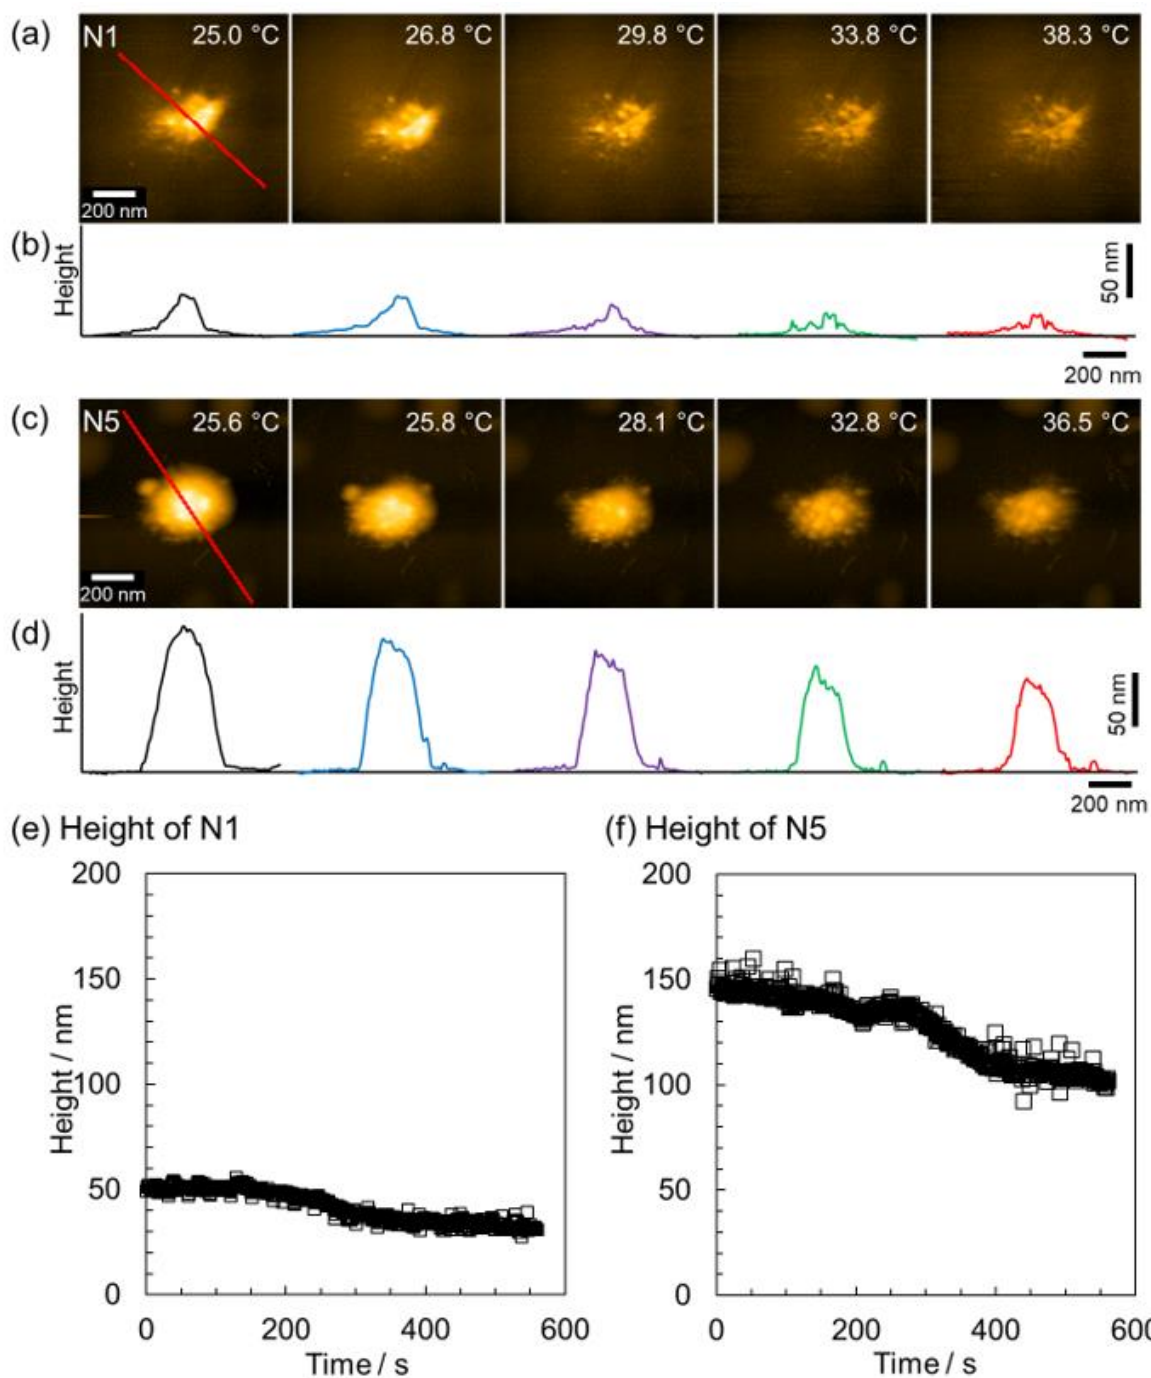 (a) N1 25.0 °C 26.8 °C 29.8 °C 33.8 °C 38.3 °C
200 nm
(b) Height 50 nm
200 nm
(c) N5 25.6 °C 25.8 °C 28.1 °C 32.8 °C 36.5 °C
200 nm
(d) Height 50 nm
200 nm
(e) Height of N1
200
150
100
50
0
Height / nm
0 200 400 600
Time / s
(f) Height of N5
200
150
100
50
0
Height / nm
0 200 400 600
Time / s